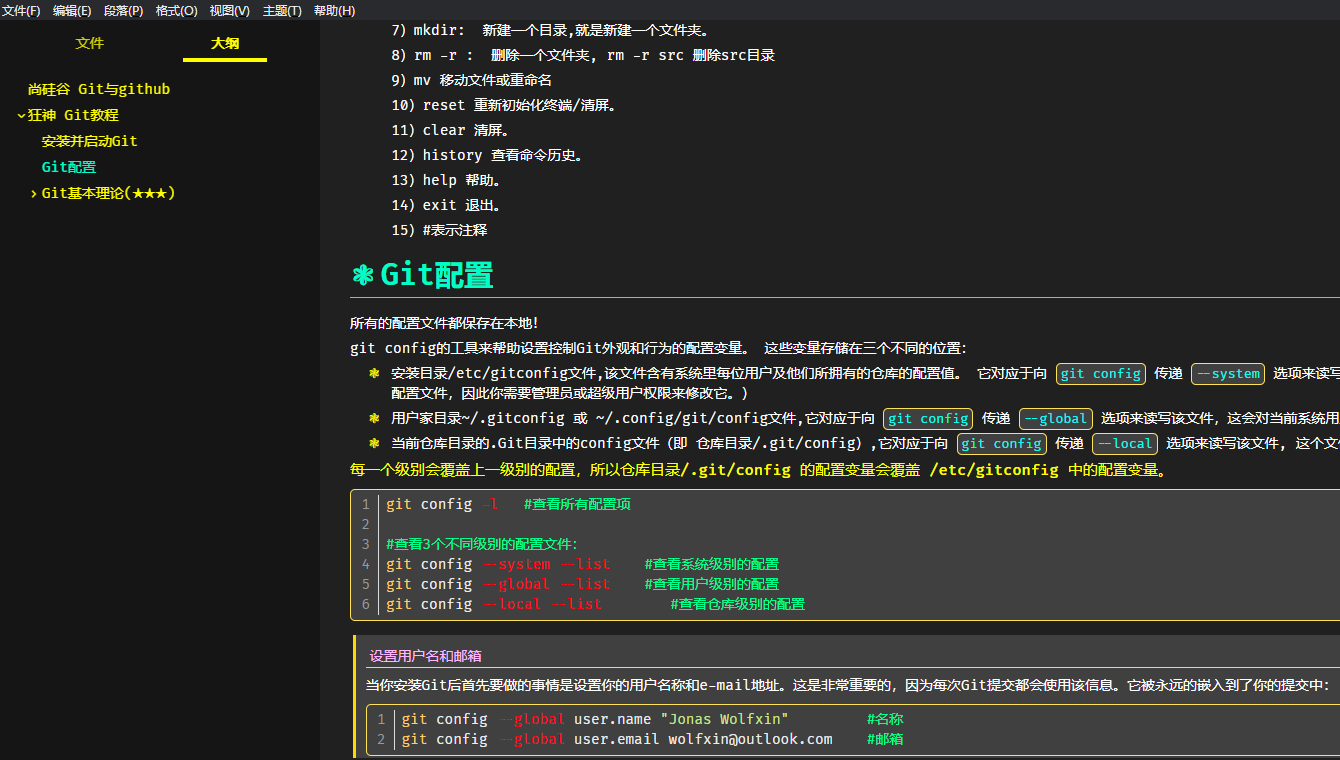 文件(F) 编辑(E) 段落(P) 格式(O) 视图(V) 主题(T) 帮助(H)
文件 大纲
尚硅谷 Git与github
狂神 Git教程
安装并启动Git
Git配置
Git基本理论(★★★)
7) mkdir: 新建一个目录,就是新建一个文件夹。
8) rm -r : 删除一个文件夹, rm -r src 删除src目录
9) mv 移动文件或重命名
10) reset 重新初始化终端/清屏。
11) clear 清屏。
12) history 查看命令历史。
13) help 帮助。
14) exit 退出。
15) #表示注释
❃Git配置
所有的配置文件都保存在本地!
git config的工具来帮助设置控制Git外观和行为的配置变量。 这些变量存储在三个不同的位置:
安装目录/etc/gitconfig文件,该文件含有系统里每位用户及他们所拥有的仓库的配置值。 它对应于向 git config 传递 --system 选项来读写
配置文件，因此你需要管理员或超级用户权限来修改它。)
用户家目录~/.gitconfig 或 ~/.config/git/config文件,它对应于向 git config 传递 --global 选项来读写该文件，这会对当前系统用
当前仓库目录的.Git目录中的config文件（即 仓库目录/.git/config）,它对应于向 git config 传递 --local 选项来读写该文件, 这个文
每一个级别会覆盖上一级别的配置，所以仓库目录/.git/config 的配置变量会覆盖 /etc/gitconfig 中的配置变量。
1 git config -l #查看所有配置项
2
3 #查看3个不同级别的配置文件:
4 git config --system --list #查看系统级别的配置
5 git config --global --list #查看用户级别的配置
6 git config --local --list #查看仓库级别的配置
设置用户名和邮箱
当你安装Git后首先要做的事情是设置你的用户名称和e-mail地址。这是非常重要的，因为每次Git提交都会使用该信息。它被永远的嵌入到了你的提交中:
1 git config --global user.name "Jonas Wolfxin" #名称
2 git config --global user.email wolfxin@outlook.com #邮箱